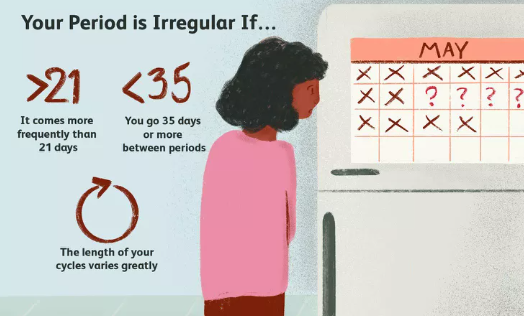 Your Period is Irregular If...
>21
It comes more
frequently than
21 days
<35
You go 35 days
or more
between periods
The length of your
cycles varies greatly
MAY
X X X X X X
X X ? ? ? ?
X X X X